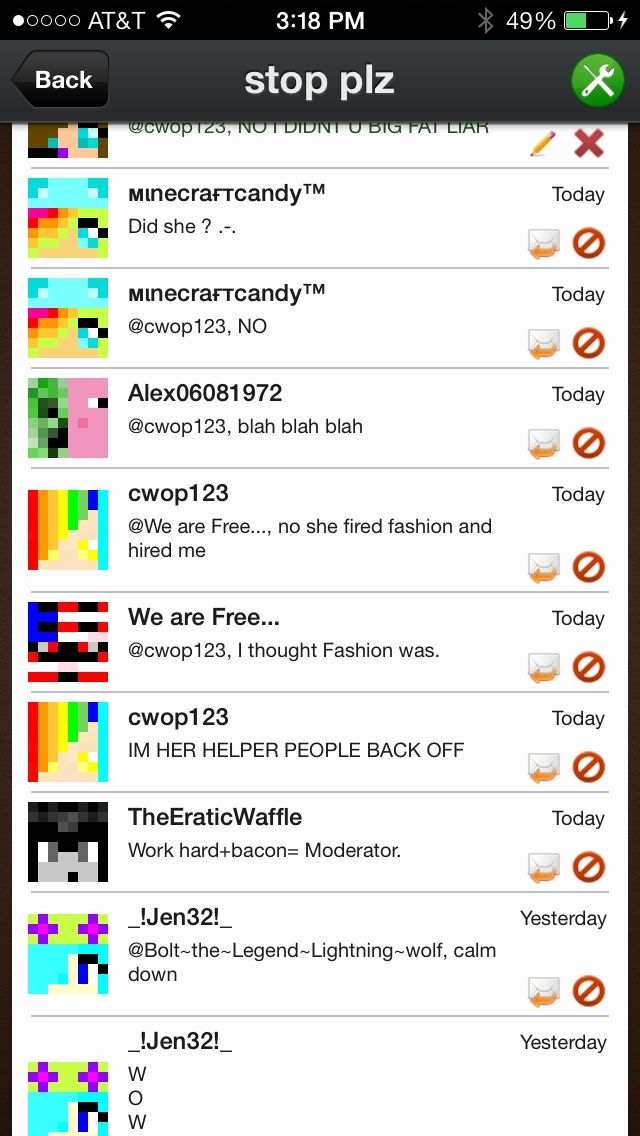 AT&T 3:18 PM 49%
Back stop plz
@cwop123, NO I DIDNT U BIG FAT LIAR
мιnecraғтcandy™ Today
Did she ? .-.
мιnecraғтcandy™ Today
@cwop123, NO
Alex06081972 Today
@cwop123, blah blah blah
cwop123 Today
@We are Free..., no she fired fashion and
hired me
We are Free... Today
@cwop123, I thought Fashion was.
cwop123 Today
IM HER HELPER PEOPLE BACK OFF
TheEraticWaffle Today
Work hard+bacon= Moderator.
_!Jen32!_ Yesterday
@Bolt~the~Legend~Lightning~wolf, calm
down
_!Jen32!_ Yesterday
W
O
W